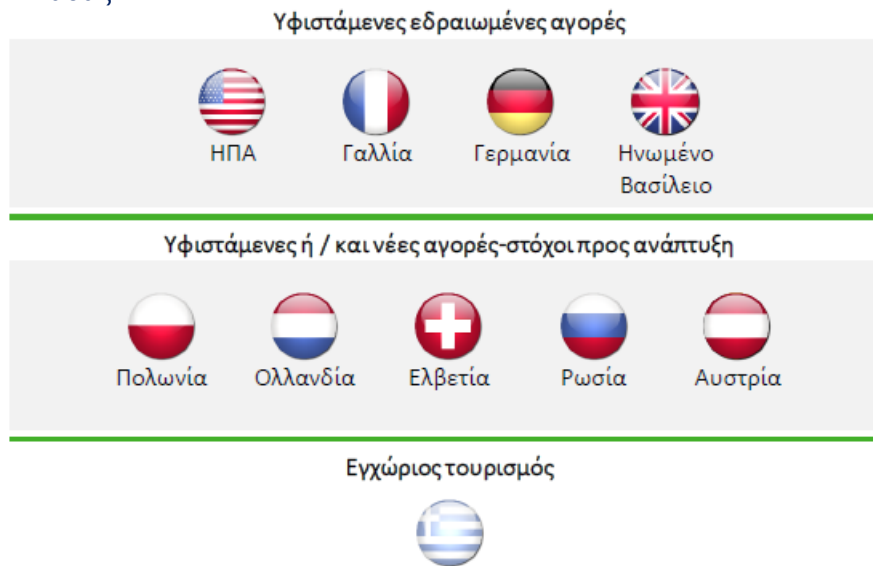 Υφιστάμενες εδραιωμένες αγορές
ΗΠΑ
Γαλλία
Γερμανία
Ηνωμένο
Βασίλειο
Υφιστάμενες ή / και νέες αγορές-στόχοι προς ανάπτυξη
Πολωνία
Ολλανδία
Ελβετία
Ρωσία
Αυστρία
Εγχώριος τουρισμός